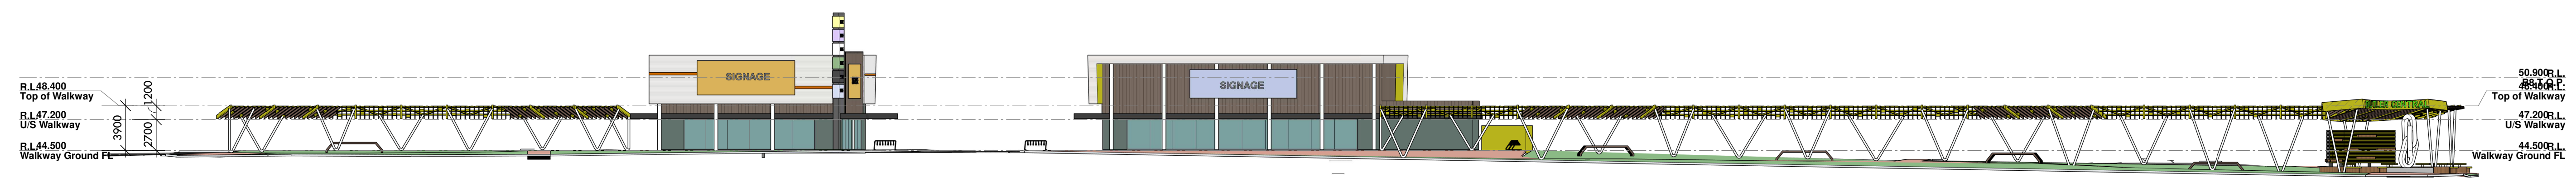 R.L.48.400
Top of Walkway
R.L.47.200
U/S Walkway
R.L.44.500
Walkway Ground FL
3900
1200
2700
SIGNAGE
SIGNAGE
50.900R.L.
48.400R.L.
Top of Walkway
47.200R.L.
U/S Walkway
44.500R.L.
Walkway Ground FL